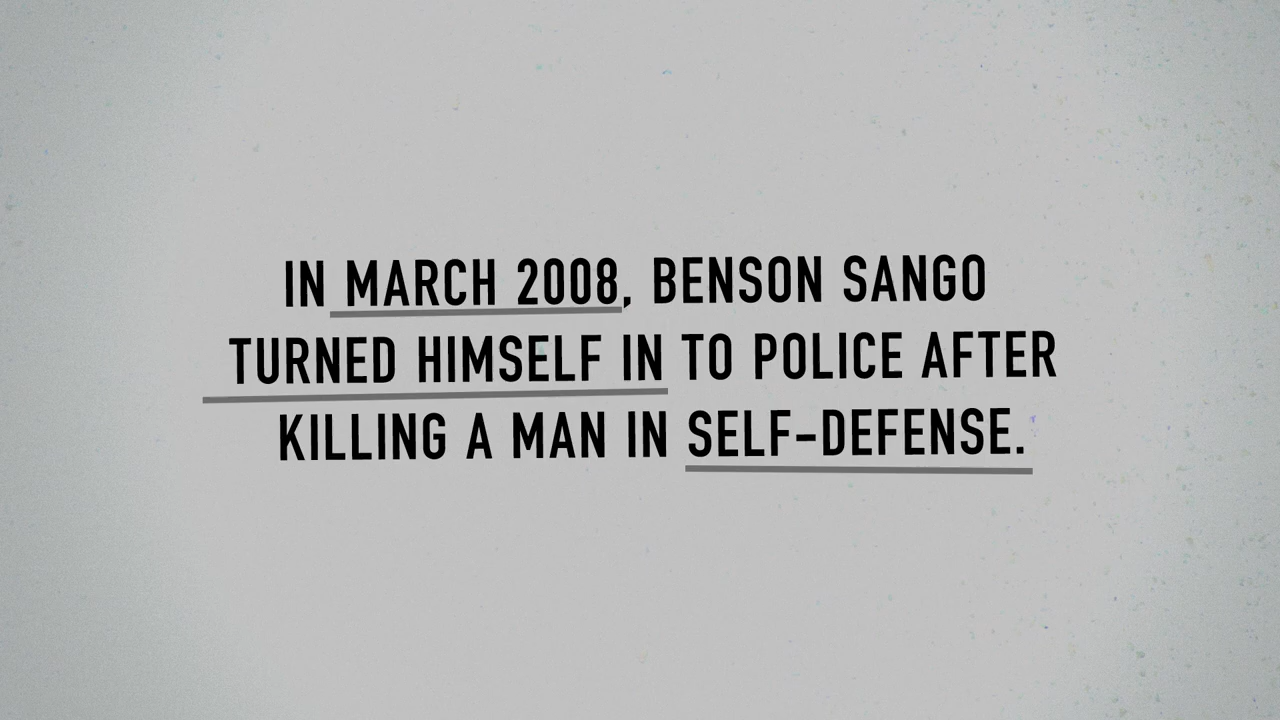 IN MARCH 2008, BENSON SANGO
TURNED HIMSELF IN TO POLICE AFTER
KILLING A MAN IN SELF-DEFENSE.